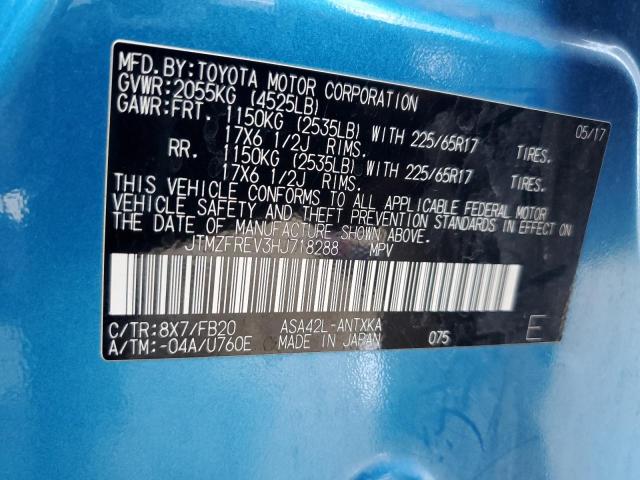 MFD.BY:TOYOTA MOTOR CORPORATION 05/17
GVWR:2055KG (4525LB)
GAWR:FRT. 1150KG (2535LB) WITH 225/65R17 TIRES.
17X6 1/2J RIMS.
RR. 1150KG (2535LB) WITH 225/65R17 TIRES.
17X6 1/2J RIMS.
THIS VEHICLE CONFORMS TO ALL APPLICABLE FEDERAL MOTOR
VEHICLE SAFETY AND THEFT PREVENTION STANDARDS IN EFFECT ON
THE DATE OF MANUFACTURE SHOWN ABOVE.
JTMZFREV3HJ718288 MPV
C/TR:8X7/FB20 ASA42L-ANTXKA
A/TM:-04A/U760E MADE IN JAPAN 075 E